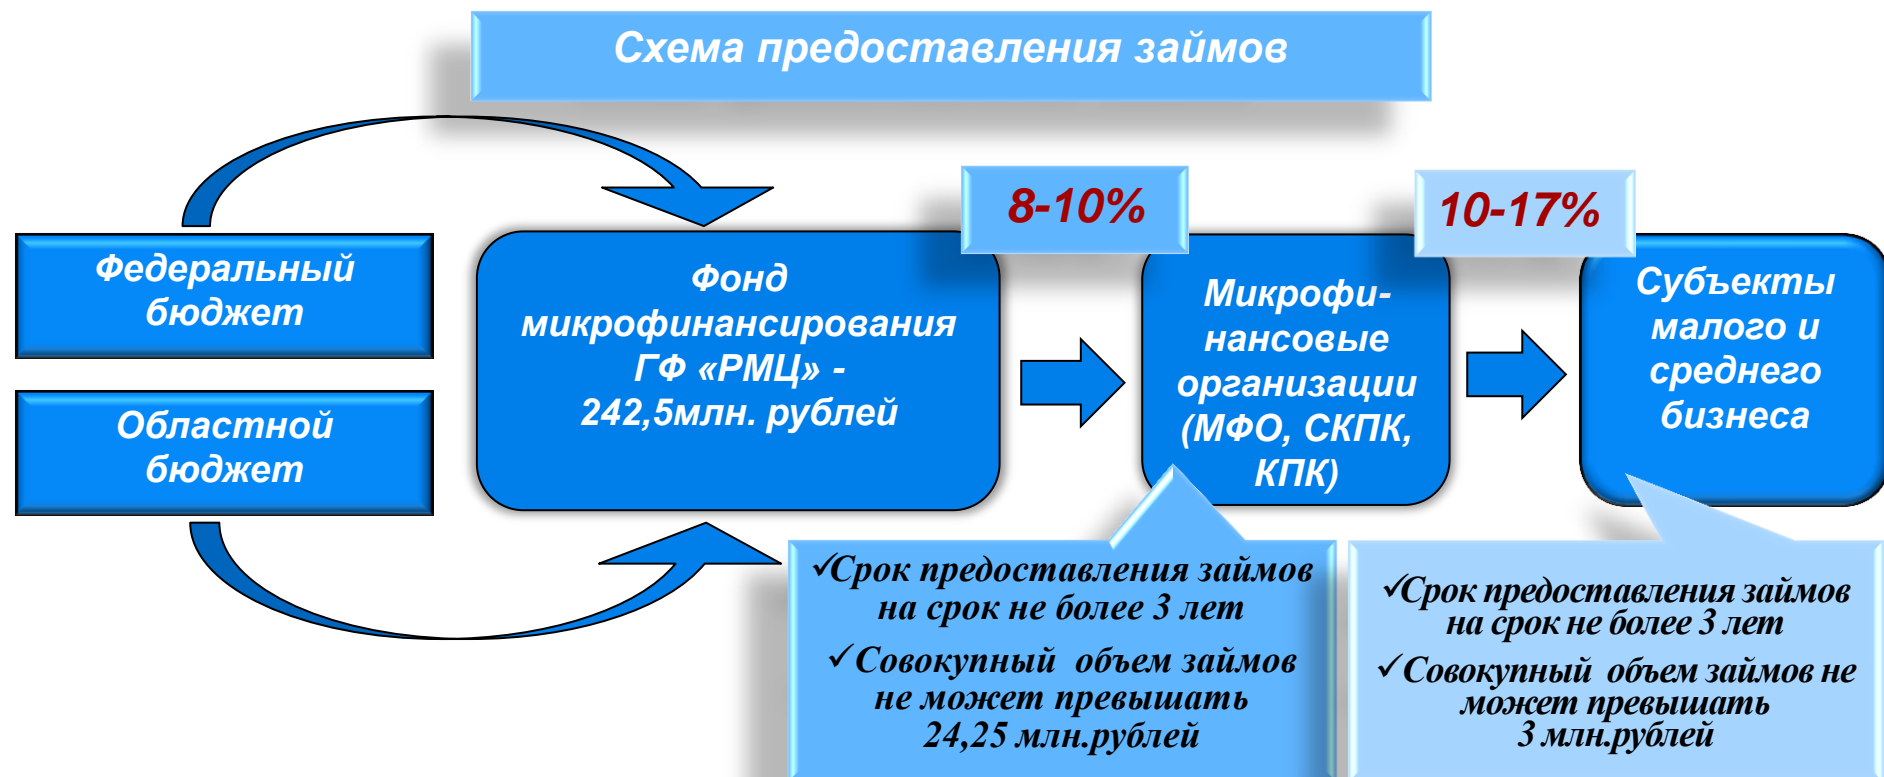 Схема предоставления займов
8-10%
10-17%
Федеральный
бюджет
Областной
бюджет
Фонд
микрофинансирования
ГФ «РМЦ» -
242,5млн. рублей
Микрофи-
нансовые
организации
(МФО, СКПК,
КПК)
Субъекты
малого и
среднего
бизнеса
✓Срок предоставления займов
на срок не более 3 лет
✓Совокупный объем займов
не может превышать
24,25 млн.рублей
✓Срок предоставления займов
на срок не более 3 лет
✓Совокупный объем займов не
может превышать
3 млн.рублей